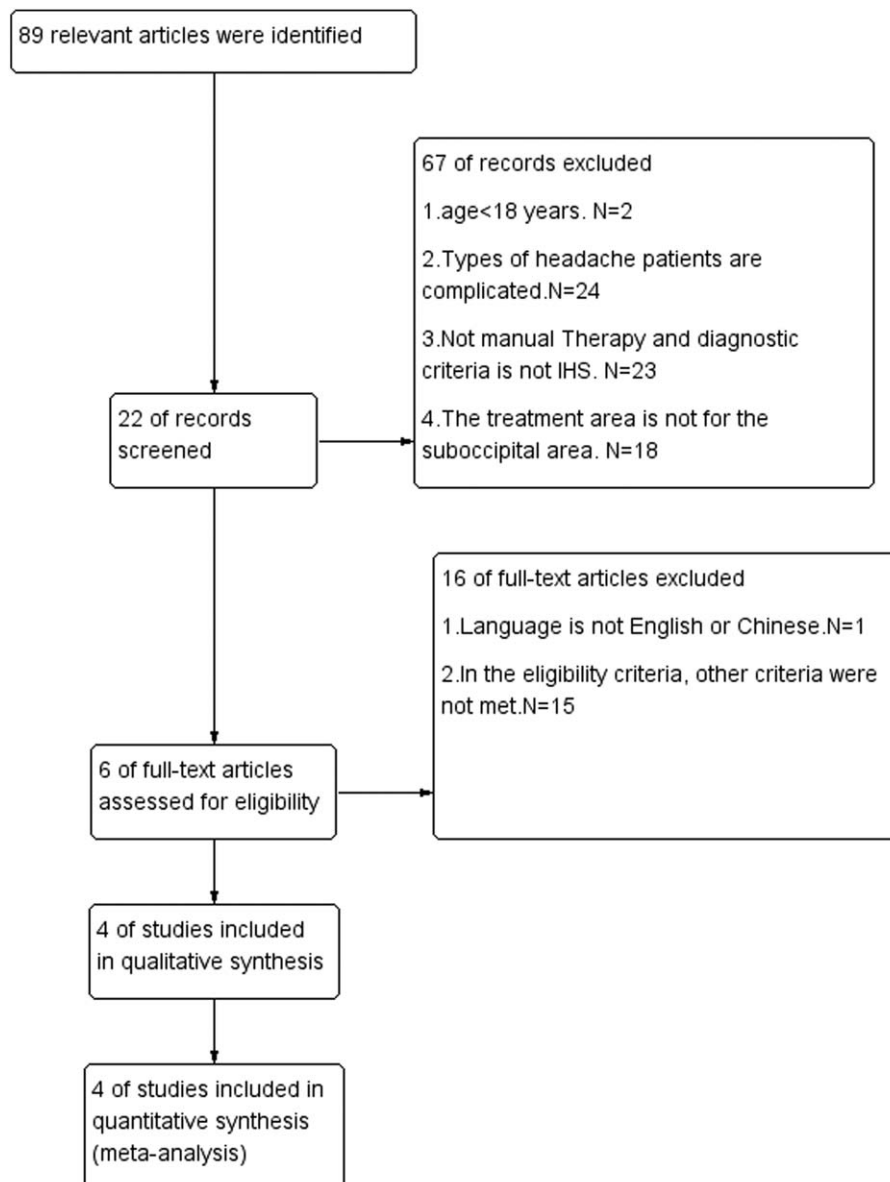 89 relevant articles were identified
67 of records excluded
1.age<18 years. N=2
2.Types of headache patients are
complicated.N=24
3.Not manual Therapy and diagnostic
criteria is not IHS. N=23
4.The treatment area is not for the
suboccipital area. N=18
22 of records
screened
16 of full-text articles excluded
1.Language is not English or Chinese.N=1
2.In the eligibility criteria, other criteria were
not met.N=15
6 of full-text articles
assessed for eligibility
4 of studies included
in qualitative synthesis
4 of studies included in
quantitative synthesis
(meta-analysis)